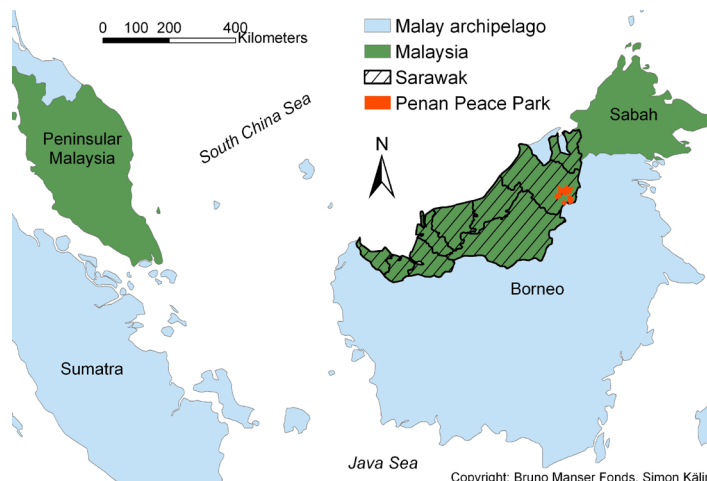 0 100 200 400
Kilometers
Malay archipelago
Malaysia
Sarawak
Penan Peace Park
South China Sea
N
Peninsular
Malaysia
Sabah
Borneo
Sumatra
Java Sea
Copyright: Bruno Manser Fonds, Simon